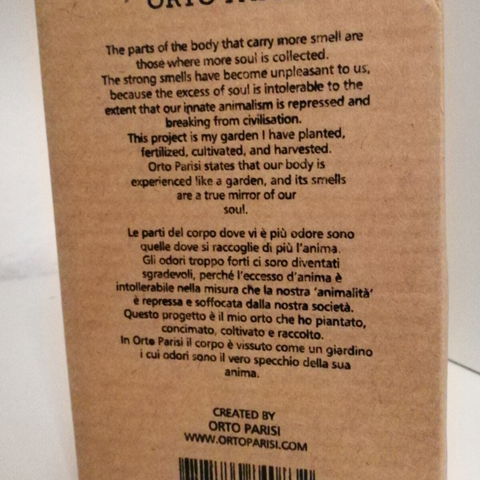 ORTO
The parts of the body that carry more smell are
those where more soul is collected.
The strong smells have become unpleasant to us,
because the excess of soul is intolerable to the
extent that our innate animalism is repressed and
breaking from civilisation.
This project is my garden I have planted,
fertilized, cultivated, and harvested.
Orto Parisi states that our body is
experienced like a garden, and its smells
are a true mirror of our
soul.
Le parti del corpo dove vi è più odore sono
quelle dove si raccoglie di più l'anima.
Gli odori troppo forti ci soro diventati
sgradevoli, perché l'eccesso d'anima è
intollerabile nella misura che la nostra 'animalità'
è repressa e soffocata dalla nostra società.
Questo progetto è il mio orto che ho piantato,
concimato, coltivato e raccolto.
In Orto Parisi il corpo è vissuto come un giardino
i cui odori sono il vero specchio della sua
anima.
CREATED BY
ORTO PARISI
WWW.ORTOPARISI.COM